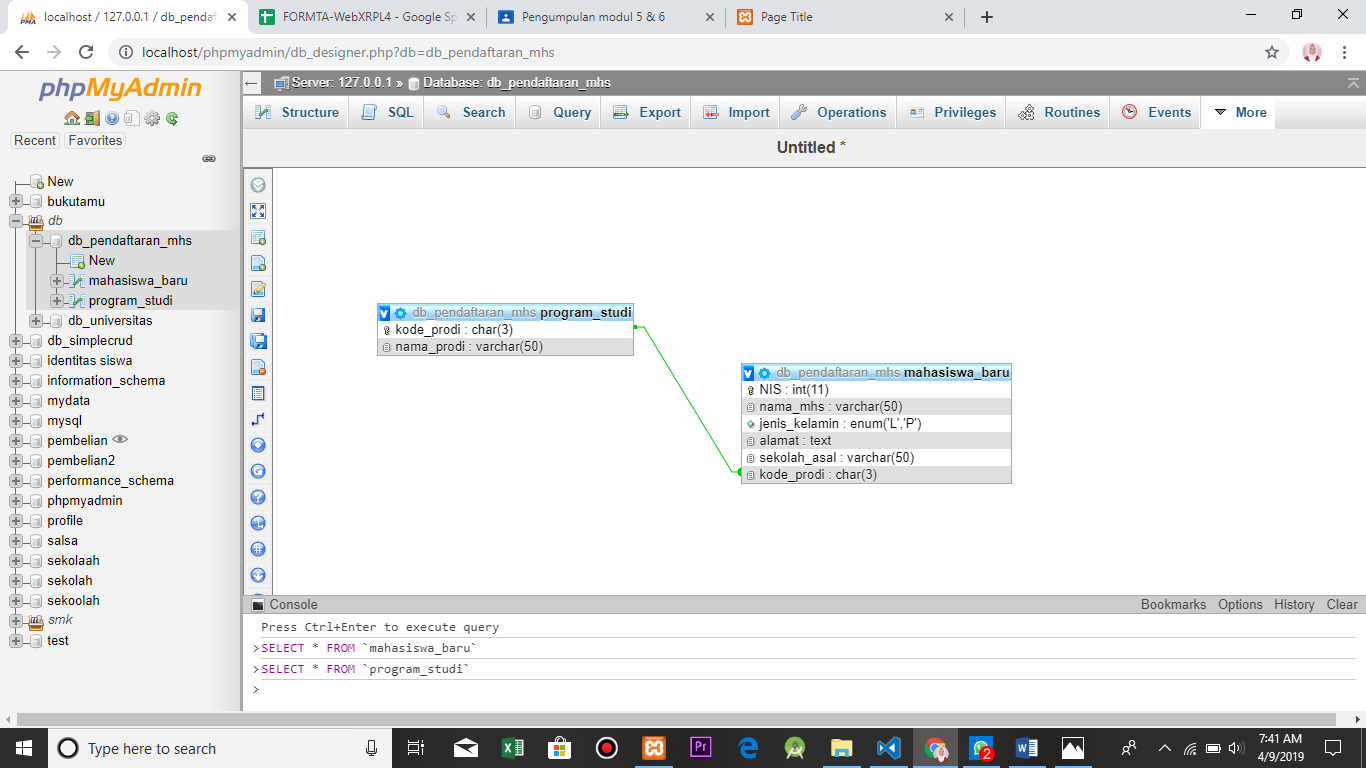 localhost / 127.0.0.1 / db_pendaf
FORMTA-WebXRPL4 - Google Sp
Pengumpulan modul 5 & 6
Page Title
localhost/phpmyadmin/db_designer.php?db=db_pendaftaran_mhs
phpMyAdmin
Recent Favorites
New
bukutamu
db
db_pendaftaran_mhs
New
mahasiswa_baru
program_studi
db_universitas
db_simplecrud
identitas siswa
information_schema
mydata
mysql
pembelian
pembelian2
performance_schema
phpmyadmin
profile
salsa
sekolaah
sekolah
sekoolah
smk
test
Server: 127.0.0.1 » Database: db_pendaftaran_mhs
Structure SQL Search Query Export Import Operations Privileges Routines Events More
Untitled *
db_pendaftaran_mhs program_studi
kode_prodi : char(3)
nama_prodi : varchar(50)
db_pendaftaran_mhs mahasiswa_baru
NIS : int(11)
nama_mhs : varchar(50)
jenis_kelamin : enum('L','P')
alamat : text
sekolah_asal : varchar(50)
kode_prodi : char(3)
Console Bookmarks Options History Clear
Press Ctrl+Enter to execute query
>SELECT * FROM `mahasiswa_baru`
>SELECT * FROM `program_studi`
>
Type here to search
Pr
2
7:41 AM
4/9/2019